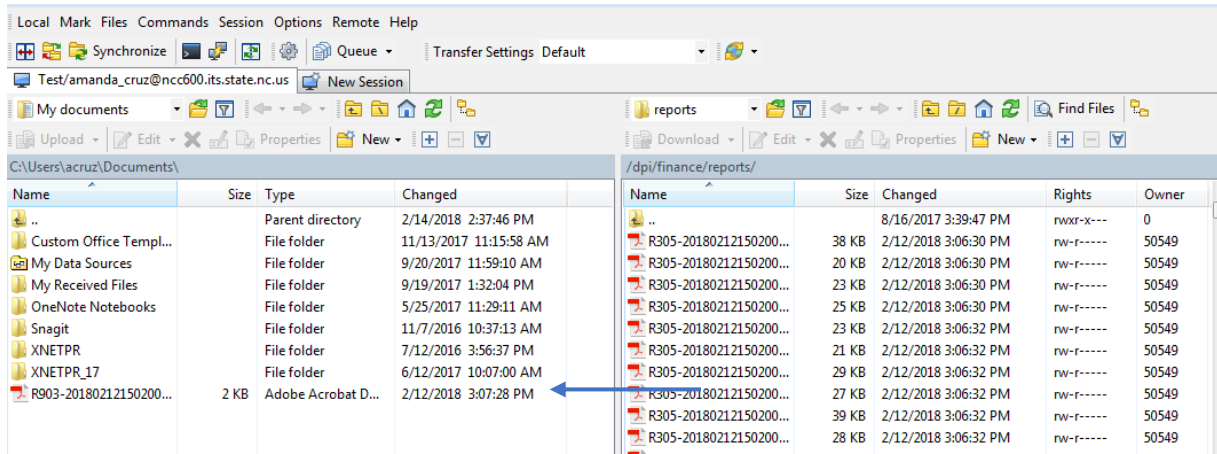 Local Mark Files Commands Session Options Remote Help
Synchronize Queue Transfer Settings Default
Test/amanda_cruz@ncc600.its.state.nc.us New Session
My documents
Upload Edit Properties New
C:\Users\acruz\Documents\
Name Size Type Changed
.. Parent directory 2/14/2018 2:37:46 PM
Custom Office Templ... File folder 11/13/2017 11:15:58 AM
My Data Sources File folder 9/20/2017 11:59:10 AM
My Received Files File folder 9/19/2017 1:32:04 PM
OneNote Notebooks File folder 5/25/2017 11:29:11 AM
Snagit File folder 11/7/2016 10:37:13 AM
XNETPR File folder 7/12/2016 3:56:37 PM
XNETPR_17 File folder 6/12/2017 10:07:00 AM
R903-20180212150200... 2 KB Adobe Acrobat D... 2/12/2018 3:07:28 PM
reports Find Files
Download Edit Properties New
/dpi/finance/reports/
Name Size Changed Rights Owner
.. 8/16/2017 3:39:47 PM rwxr-x--- 0
R305-20180212150200... 38 KB 2/12/2018 3:06:30 PM rw-r----- 50549
R305-20180212150200... 20 KB 2/12/2018 3:06:30 PM rw-r----- 50549
R305-20180212150200... 23 KB 2/12/2018 3:06:30 PM rw-r----- 50549
R305-20180212150200... 25 KB 2/12/2018 3:06:30 PM rw-r----- 50549
R305-20180212150200... 23 KB 2/12/2018 3:06:32 PM rw-r----- 50549
R305-20180212150200... 21 KB 2/12/2018 3:06:32 PM rw-r----- 50549
R305-20180212150200... 29 KB 2/12/2018 3:06:32 PM rw-r----- 50549
R305-20180212150200... 27 KB 2/12/2018 3:06:32 PM rw-r----- 50549
R305-20180212150200... 39 KB 2/12/2018 3:06:32 PM rw-r----- 50549
R305-20180212150200... 28 KB 2/12/2018 3:06:32 PM rw-r----- 50549